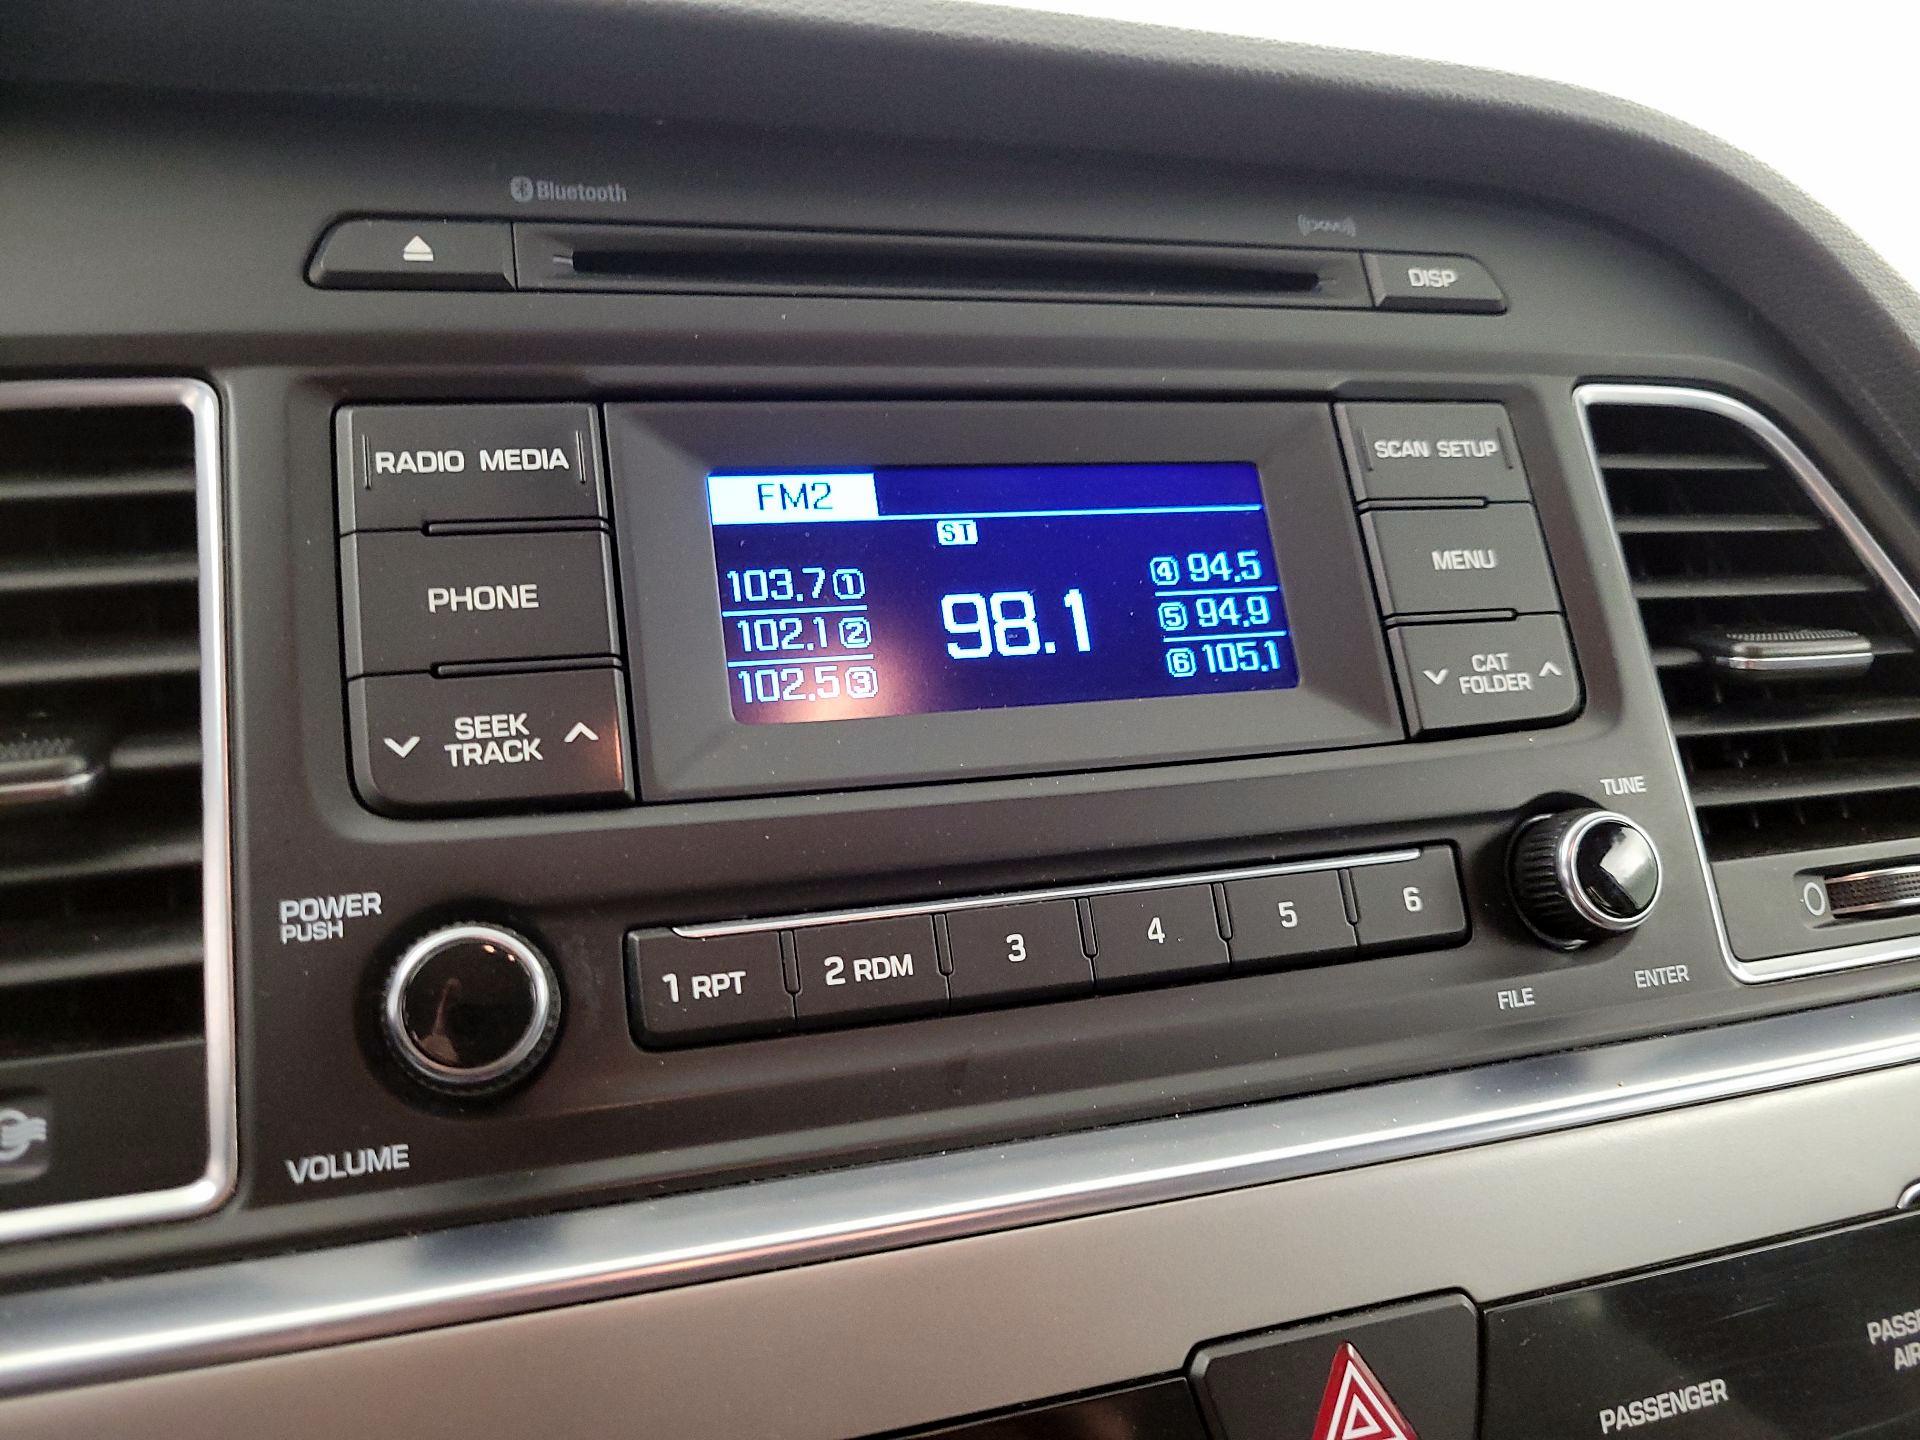 Bluetooth
((XM))
DISP
RADIO MEDIA
SCAN SETUP
FM2
ST
PHONE
MENU
103.7 1
98.1
4 94.5
102.1 2
5 94.9
102.5 3
6 105.1
SEEK
TRACK
CAT
FOLDER
TUNE
POWER
PUSH
1 RPT
2 RDM
3
4
5
6
FILE
ENTER
VOLUME
PASSENGER